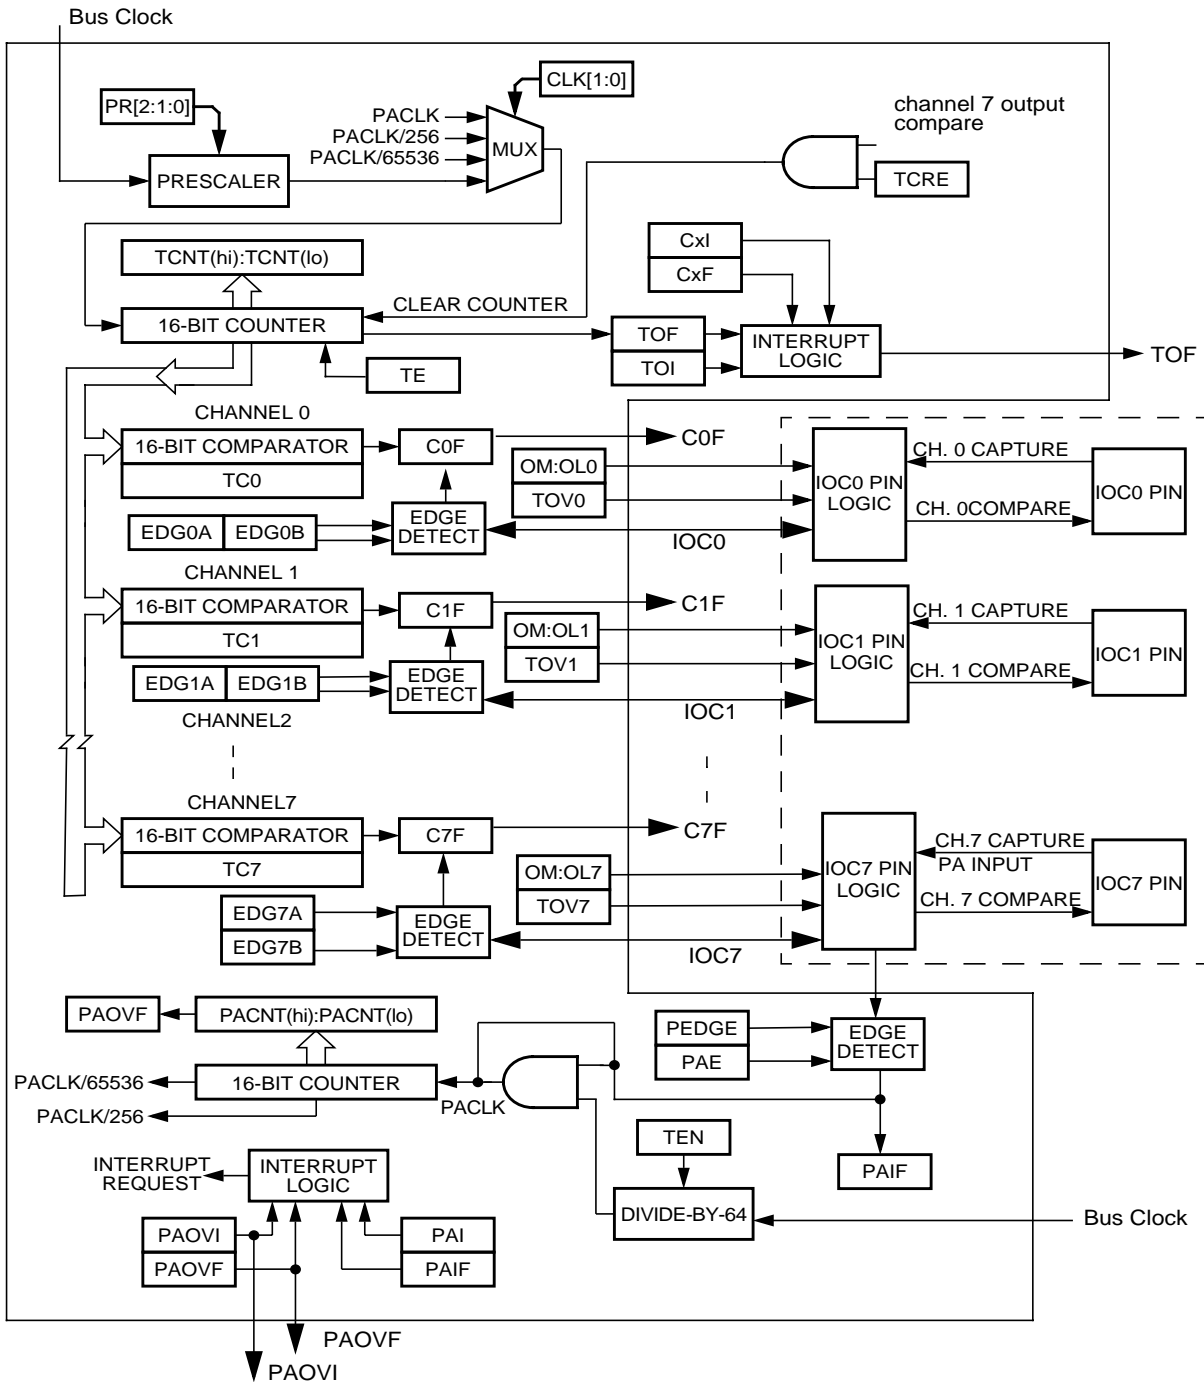 Bus Clock
CLK[1:0]
PR[2:1:0]
channel 7 output
compare
PACLK
PACLK/256
PACLK/65536
MUX
PRESCALER
TCRE
CxI
CxF
TCNT(hi):TCNT(lo)
CLEAR COUNTER
16-BIT COUNTER
TOF
TOI
INTERRUPT
LOGIC
TOF
TE
CHANNEL 0
16-BIT COMPARATOR
TC0
C0F
C0F
OM:OL0
TOV0
IOC0 PIN
LOGIC
CH. 0 CAPTURE
CH. 0COMPARE
IOC0 PIN
EDG0A
EDG0B
EDGE
DETECT
IOC0
CHANNEL 1
16-BIT COMPARATOR
TC1
C1F
C1F
OM:OL1
TOV1
IOC1 PIN
LOGIC
CH. 1 CAPTURE
CH. 1 COMPARE
IOC1 PIN
EDG1A
EDG1B
EDGE
DETECT
IOC1
CHANNEL2
CHANNEL7
16-BIT COMPARATOR
TC7
C7F
C7F
OM:OL7
TOV7
IOC7 PIN
LOGIC
CH.7 CAPTURE
PA INPUT
CH. 7 COMPARE
IOC7 PIN
EDG7A
EDG7B
EDGE
DETECT
IOC7
PAOVF
PACNT(hi):PACNT(lo)
PEDGE
PAE
EDGE
DETECT
PACLK/65536
16-BIT COUNTER
PACLK
PACLK/256
TEN
PAIF
INTERRUPT
REQUEST
INTERRUPT
LOGIC
DIVIDE-BY-64
Bus Clock
PAOVI
PAOVF
PAI
PAIF
PAOVF
PAOVI